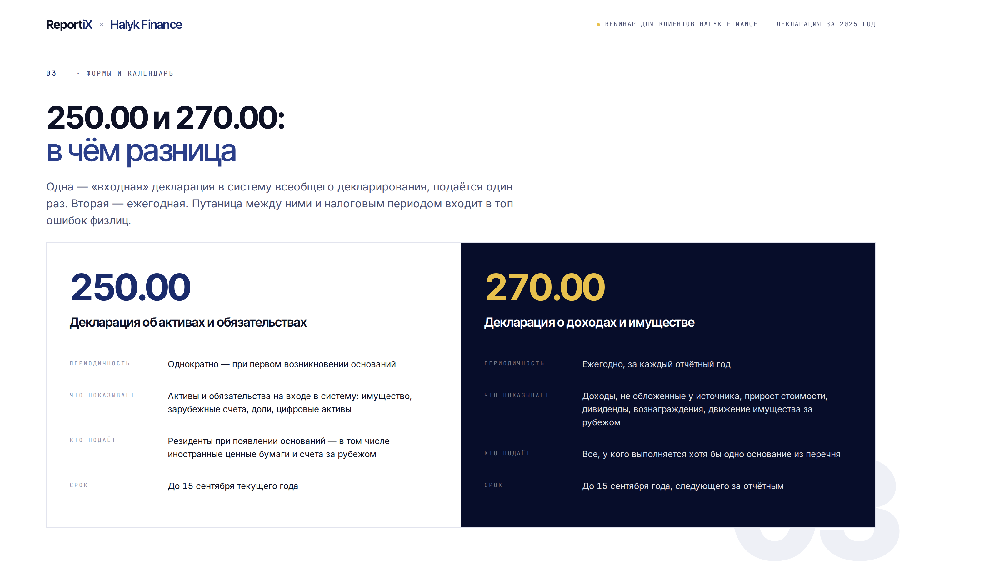 ReportiX × Halyk Finance
ВЕБИНАР ДЛЯ КЛИЕНТОВ HALYK FINANCE ДЕКЛАРАЦИЯ ЗА 2025 ГОД
03 · ФОРМЫ И КАЛЕНДАРЬ
250.00 и 270.00:
в чём разница
Одна — «входная» декларация в систему всеобщего декларирования, подаётся один
раз. Вторая — ежегодная. Путаница между ними и налоговым периодом входит в топ
ошибок физлиц.
250.00
Декларация об активах и обязательствах
ПЕРИОДИЧНОСТЬ Однократно — при первом возникновении оснований
ЧТО ПОКАЗЫВАЕТ Активы и обязательства на входе в систему: имущество,
зарубежные счета, доли, цифровые активы
КТО ПОДАЁТ Резиденты при появлении оснований — в том числе
иностранные ценные бумаги и счета за рубежом
СРОК До 15 сентября текущего года
270.00
Декларация о доходах и имуществе
ПЕРИОДИЧНОСТЬ Ежегодно, за каждый отчётный год
ЧТО ПОКАЗЫВАЕТ Доходы, не обложенные у источника, прирост стоимости,
дивиденды, вознаграждения, движение имущества за
рубежом
КТО ПОДАЁТ Все, у кого выполняется хотя бы одно основание из перечня
СРОК До 15 сентября года, следующего за отчётным
03